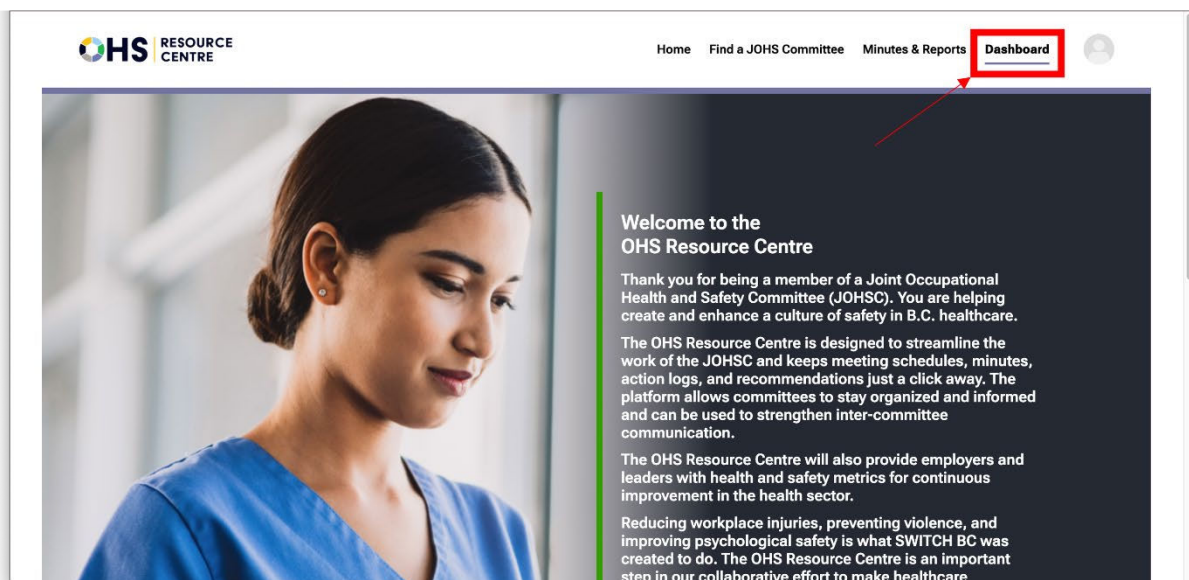 OHS RESOURCE
CENTRE
Home Find a JOHS Committee Minutes & Reports Dashboard
Welcome to the
OHS Resource Centre
Thank you for being a member of a Joint Occupational
Health and Safety Committee (JOHSC). You are helping
create and enhance a culture of safety in B.C. healthcare.
The OHS Resource Centre is designed to streamline the
work of the JOHSC and keeps meeting schedules, minutes,
action logs, and recommendations just a click away. The
platform allows committees to stay organized and informed
and can be used to strengthen inter-committee
communication.
The OHS Resource Centre will also provide employers and
leaders with health and safety metrics for continuous
improvement in the health sector.
Reducing workplace injuries, preventing violence, and
improving psychological safety is what SWITCH BC was
created to do. The OHS Resource Centre is an important
step in our collaborative effort to make healthcare